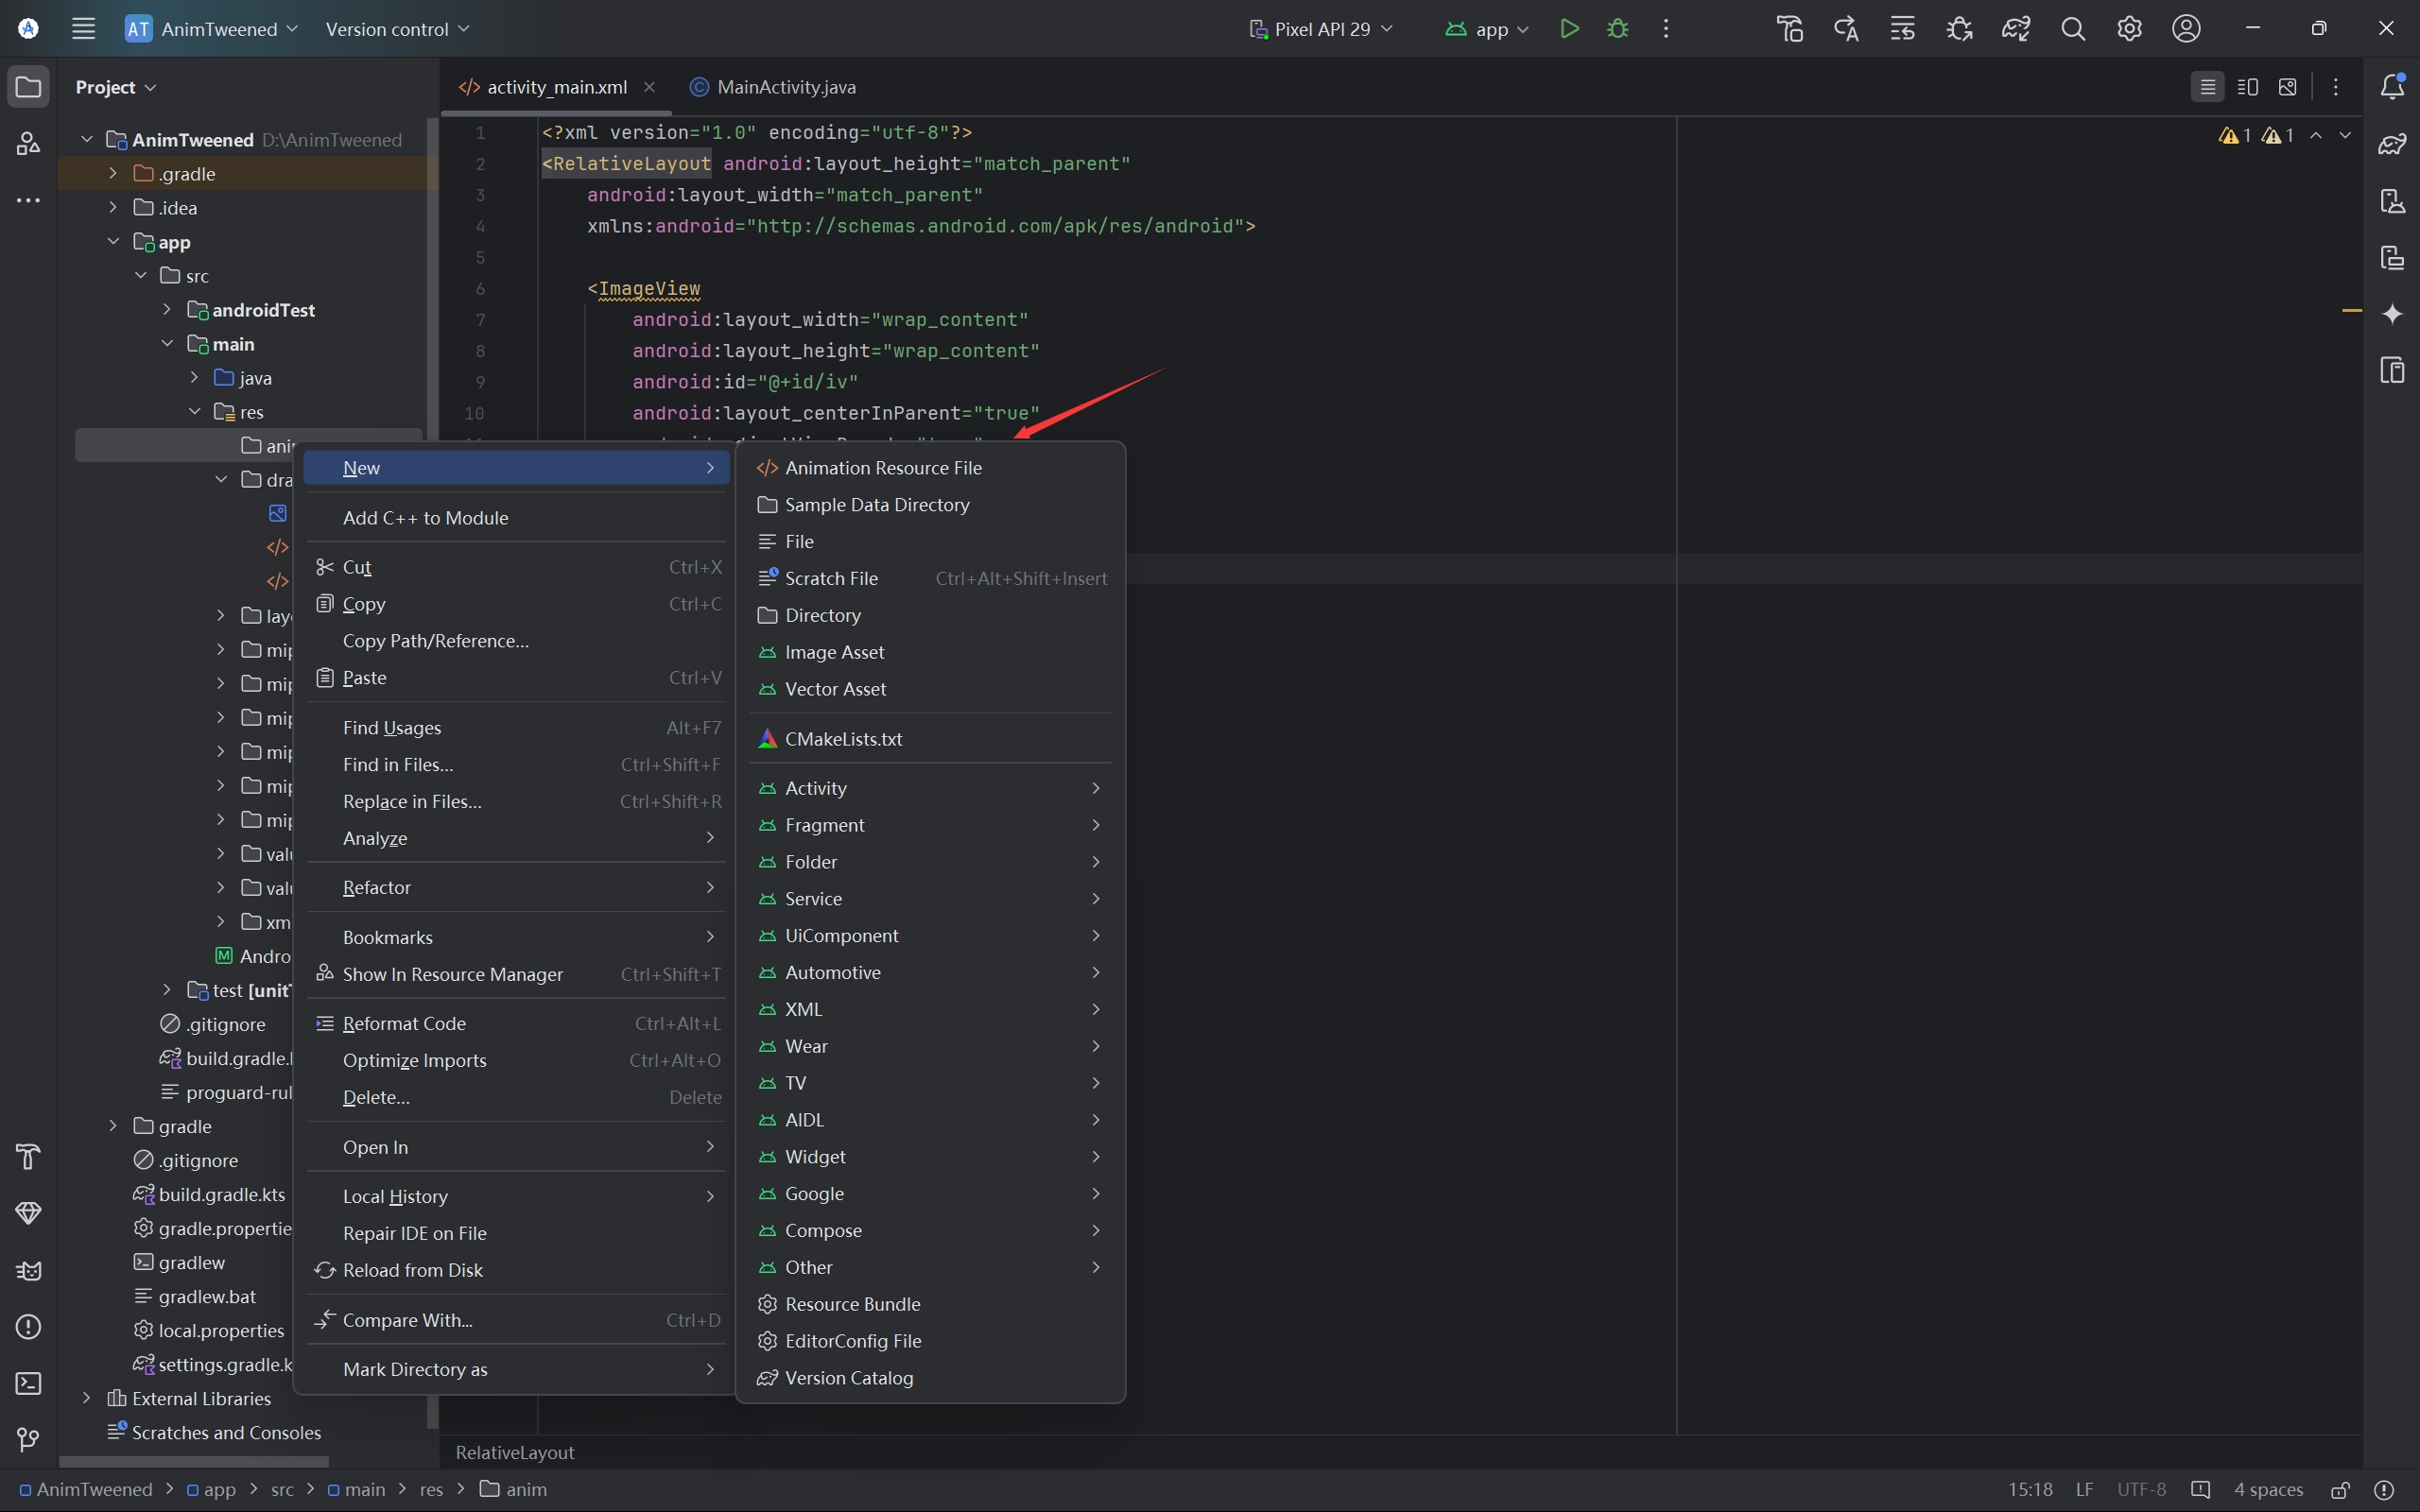 AT AnimTweened Version control Pixel API 29 app
Project
activity_main.xml MainActivity.java
AnimTweened D:\AnimTweened
.gradle
.idea
app
src
androidTest
main
java
res
dra
lay
mip
mip
mip
mip
mip
mip
valu
valu
xm
Andro
test [unit
.gitignore
build.gradle.
proguard-rul
gradle
.gitignore
build.gradle.kts
gradle.propertie
gradlew
gradlew.bat
local.properties
settings.gradle.k
External Libraries
Scratches and Consoles
1 <?xml version="1.0" encoding="utf-8"?>
2 <RelativeLayout android:layout_height="match_parent"
3 android:layout_width="match_parent"
4 xmlns:android="http://schemas.android.com/apk/res/android">
5
6 <ImageView
7 android:layout_width="wrap_content"
8 android:layout_height="wrap_content"
9 android:id="@+id/iv"
10 android:layout_centerInParent="true"
1 1
New
Add C++ to Module
Cut Ctrl+X
Copy Ctrl+C
Copy Path/Reference...
Paste Ctrl+V
Find Usages Alt+F7
Find in Files... Ctrl+Shift+F
Replace in Files... Ctrl+Shift+R
Analyze
Refactor
Bookmarks
Show In Resource Manager Ctrl+Shift+T
Reformat Code Ctrl+Alt+L
Optimize Imports Ctrl+Alt+O
Delete... Delete
Open In
Local History
Repair IDE on File
Reload from Disk
Compare With... Ctrl+D
Mark Directory as
Animation Resource File
Sample Data Directory
File
Scratch File Ctrl+Alt+Shift+Insert
Directory
Image Asset
Vector Asset
CMakeLists.txt
Activity
Fragment
Folder
Service
UiComponent
Automotive
XML
Wear
TV
AIDL
Widget
Google
Compose
Other
Resource Bundle
EditorConfig File
Version Catalog
RelativeLayout
AnimTweened > app > src > main > res > anim 15:18 LF UTF-8 4 spaces